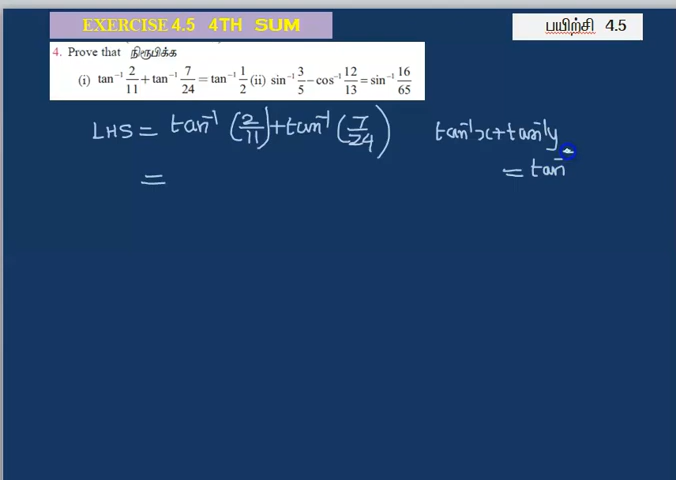 EXERCISE 4.5 4TH SUM
பயிற்சி 4.5
4. Prove that நிரூபிக்க
(i) tan⁻¹ 2/11 + tan⁻¹ 7/24 = tan⁻¹ 1/2 (ii) sin⁻¹ 3/5 − cos⁻¹ 12/13 = sin⁻¹ 16/65
LHS = tan⁻¹ (2/11) + tan⁻¹ (7/24)
tan⁻¹x + tan⁻¹y
=
= tan⁻